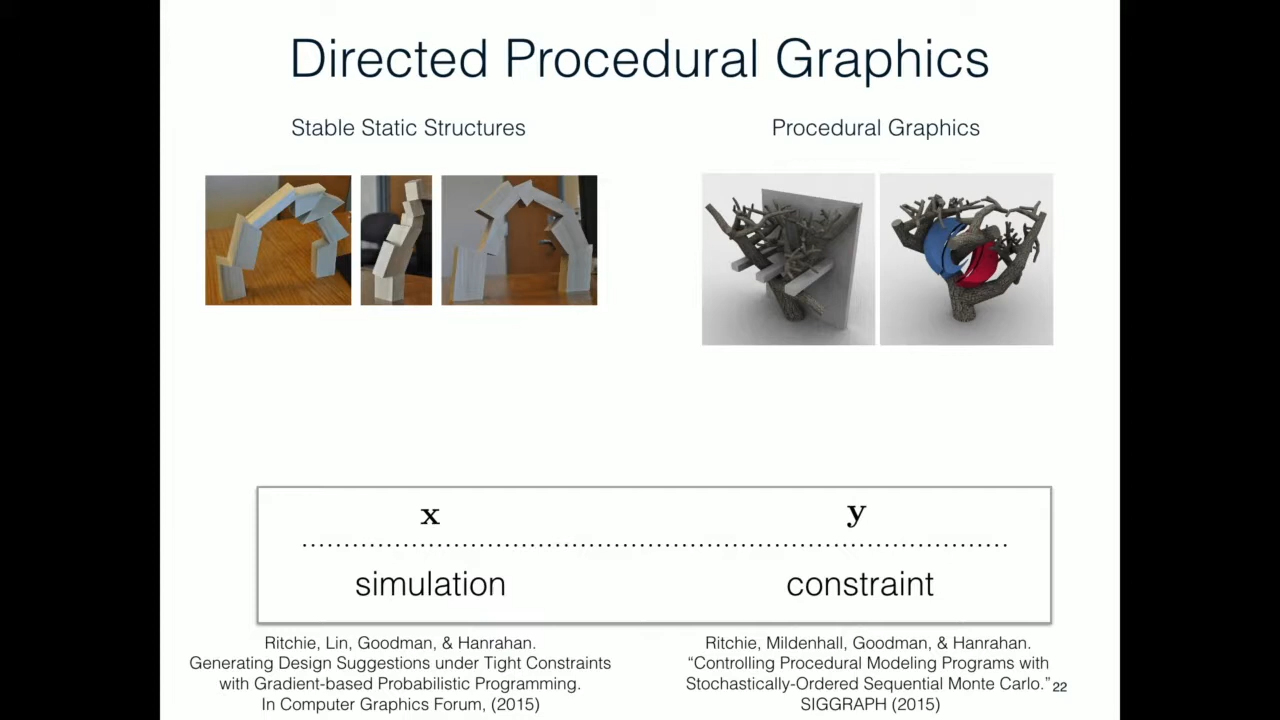 Directed Procedural Graphics
Stable Static Structures
Procedural Graphics
x
y
simulation
constraint
Ritchie, Lin, Goodman, & Hanrahan.
Generating Design Suggestions under Tight Constraints
with Gradient-based Probabilistic Programming.
In Computer Graphics Forum, (2015)
Ritchie, Mildenhall, Goodman, & Hanrahan.
“Controlling Procedural Modeling Programs with
Stochastically-Ordered Sequential Monte Carlo.”
SIGGRAPH (2015)
22